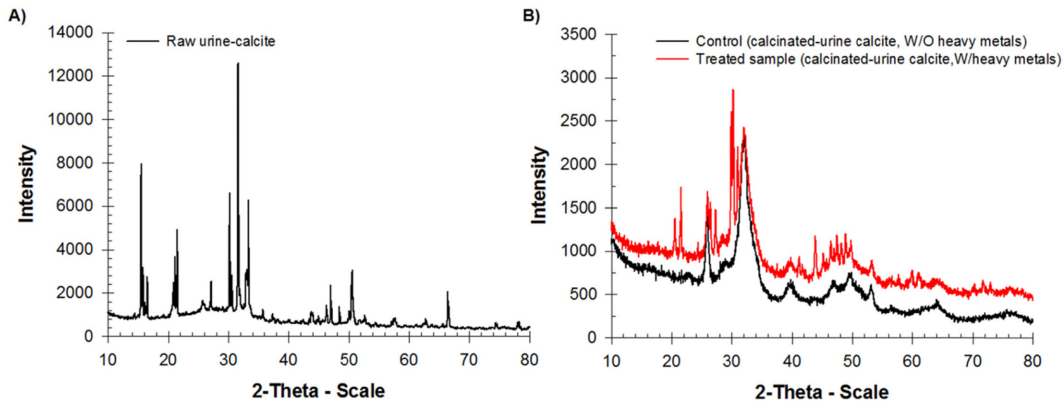 A)
14000
12000
10000
8000
6000
4000
2000
0
Intensity
Raw urine-calcite
10 20 30 40 50 60 70 80
2-Theta - Scale
B)
3500
3000
2500
2000
1500
1000
500
0
Intensity
Control (calcinated-urine calcite, W/O heavy metals)
Treated sample (calcinated-urine calcite,W/heavy metals)
10 20 30 40 50 60 70 80
2-Theta - Scale